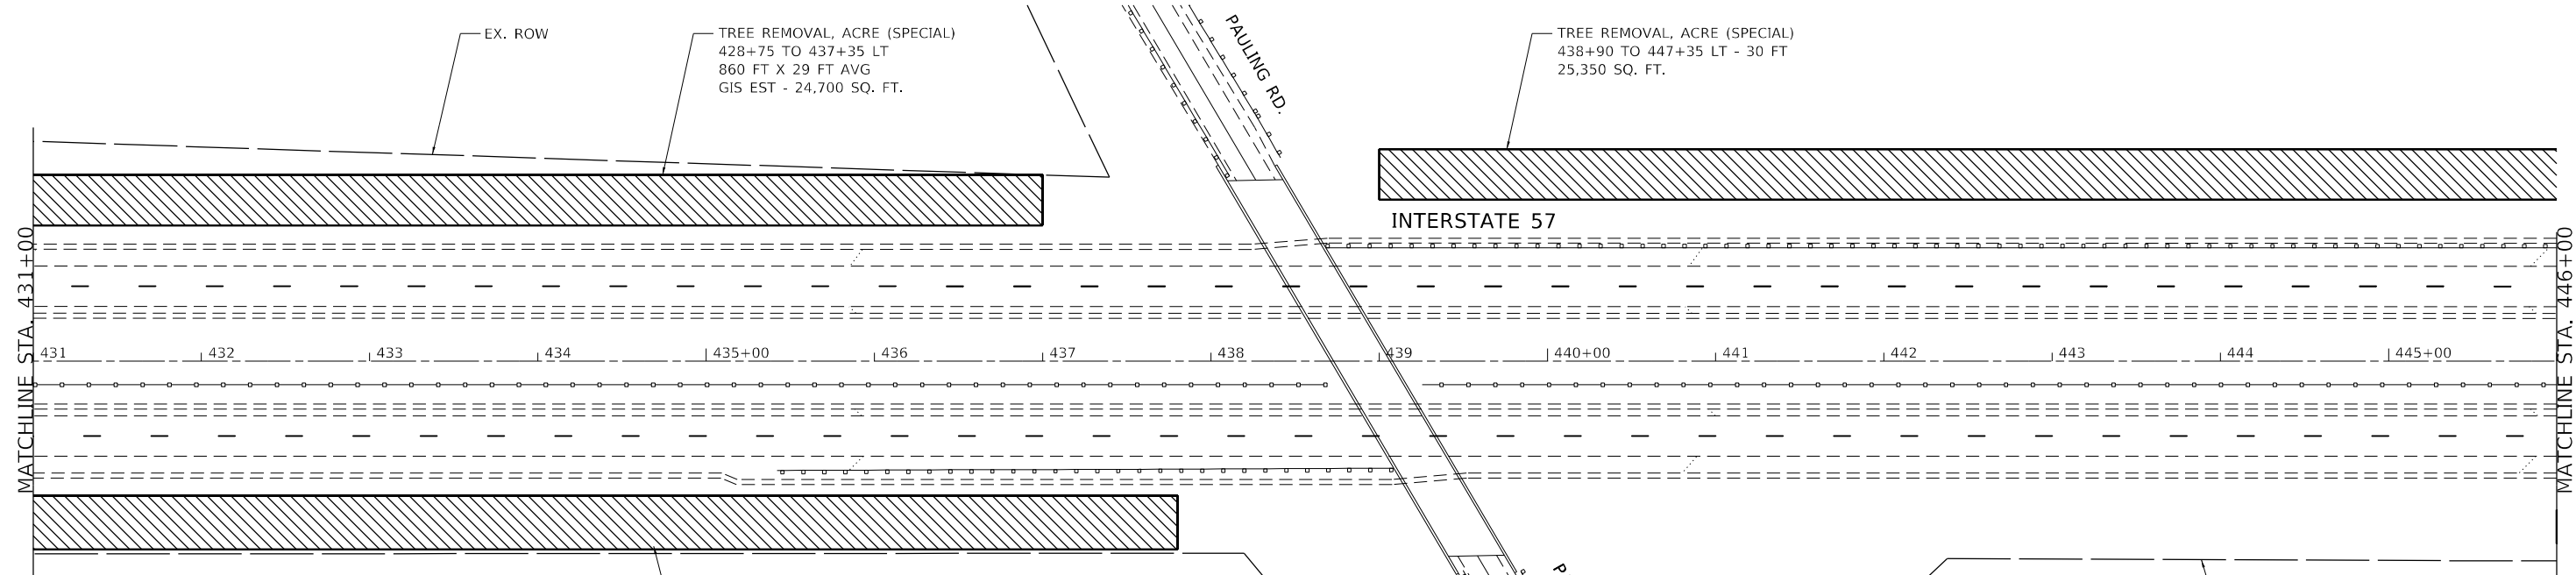 EX. ROW
TREE REMOVAL, ACRE (SPECIAL)
428+75 TO 437+35 LT
860 FT X 29 FT AVG
GIS EST - 24,700 SQ. FT.
PAULING RD.
TREE REMOVAL, ACRE (SPECIAL)
438+90 TO 447+35 LT - 30 FT
25,350 SQ. FT.
INTERSTATE 57
MATCHLINE STA. 431+00
431 432 433 434 435+00 436 437 438 439 440+00 441 442 443 444 445+00
MATCHLINE STA. 446+00